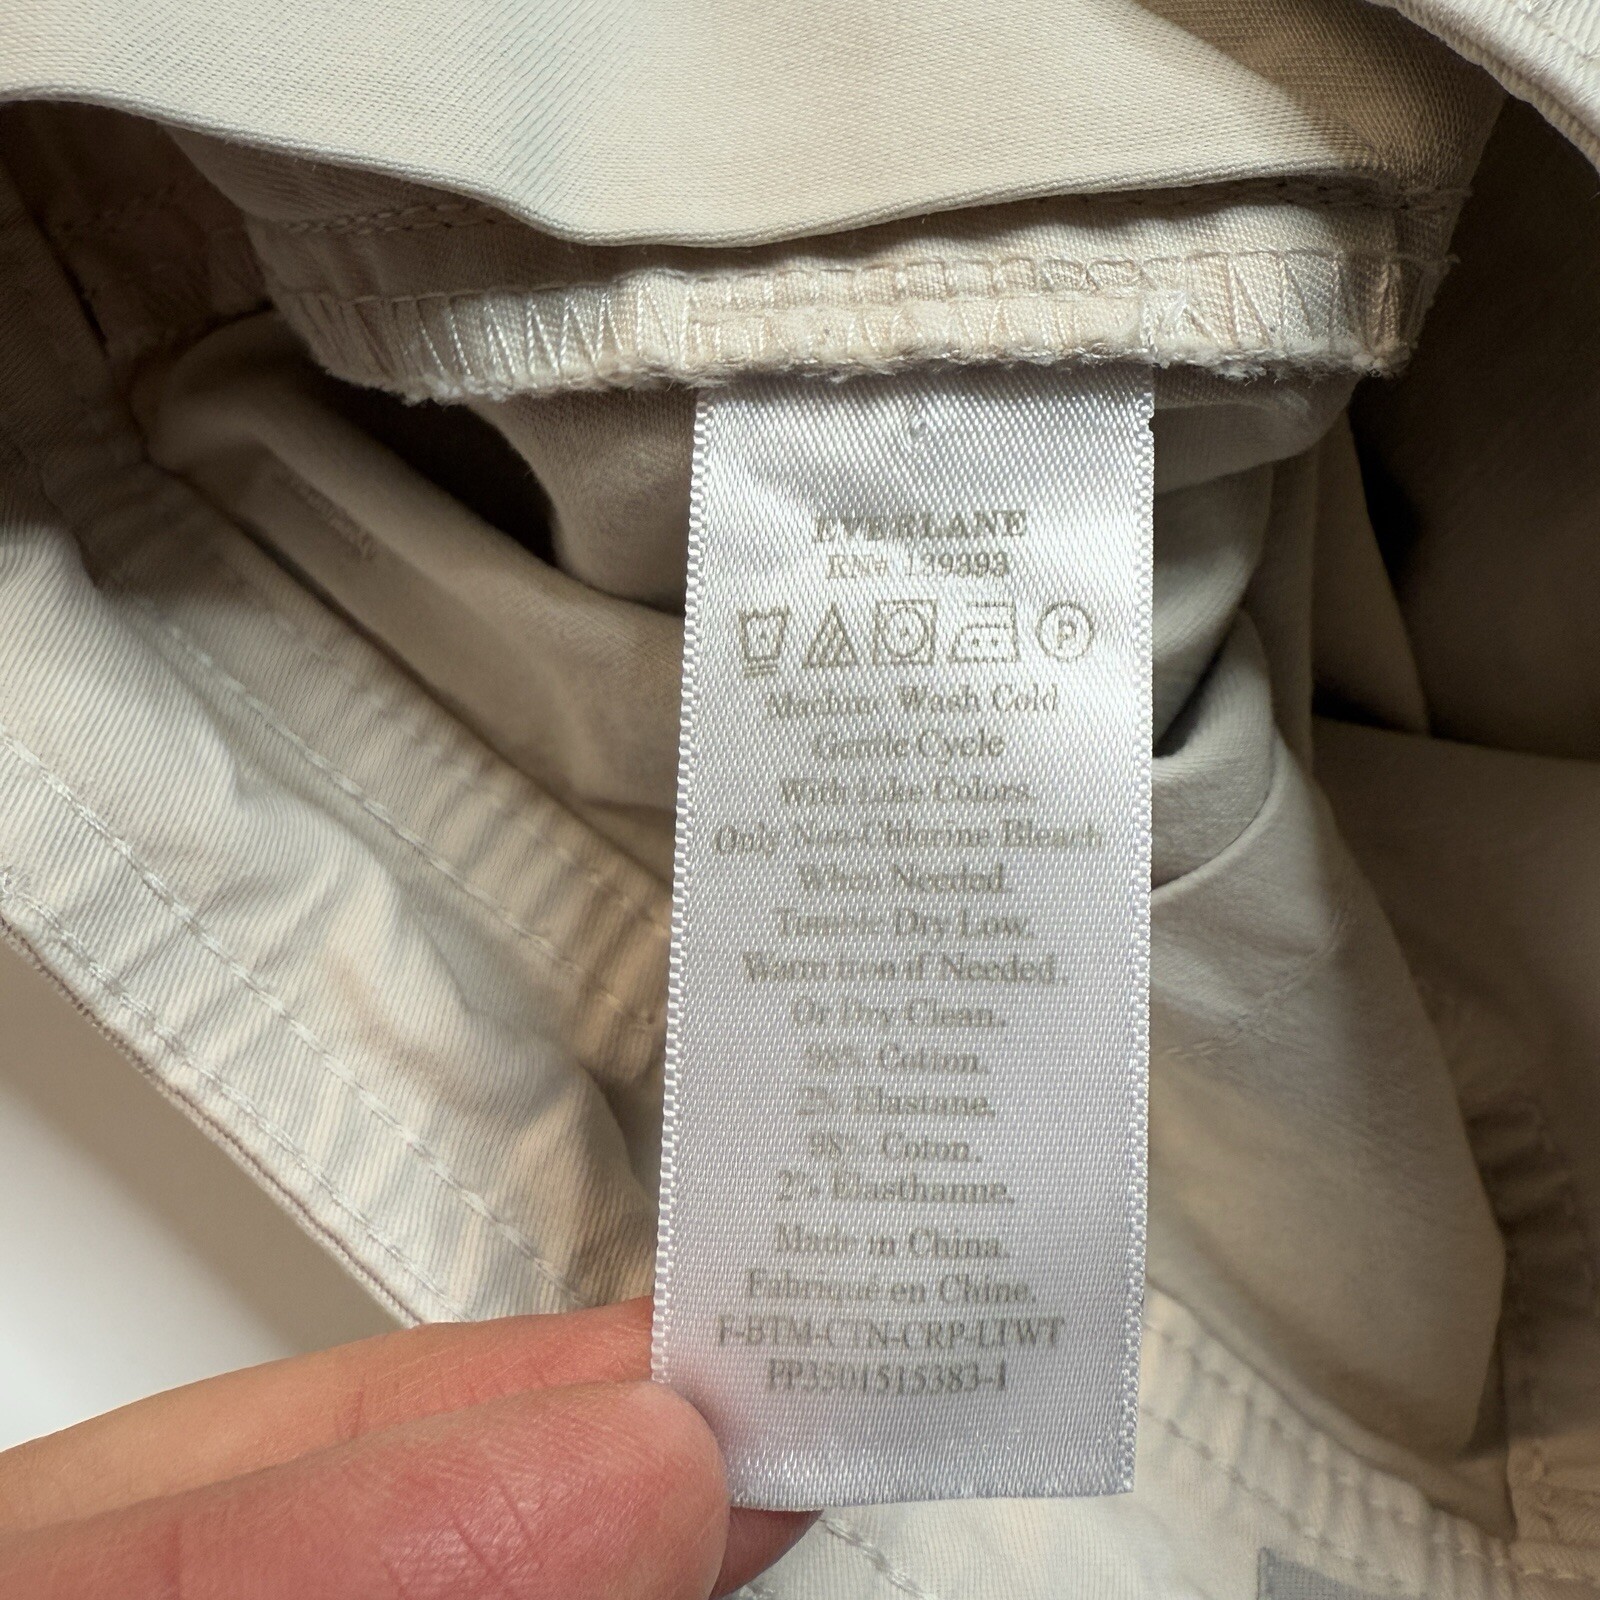 EVERLANE
RN# 139393
P
Machine Wash Cold
Gentle Cycle
With Like Colors.
Only Non-Chlorine Bleach
When Needed.
Tumble Dry Low.
Warm Iron if Needed.
Or Dry Clean.
98% Cotton.
2% Elastane.
98% Coton.
2% Elasthanne.
Made in China.
Fabriqué en Chine.
F-BTM-CTN-CRP-LTWT
PP3501515383-1